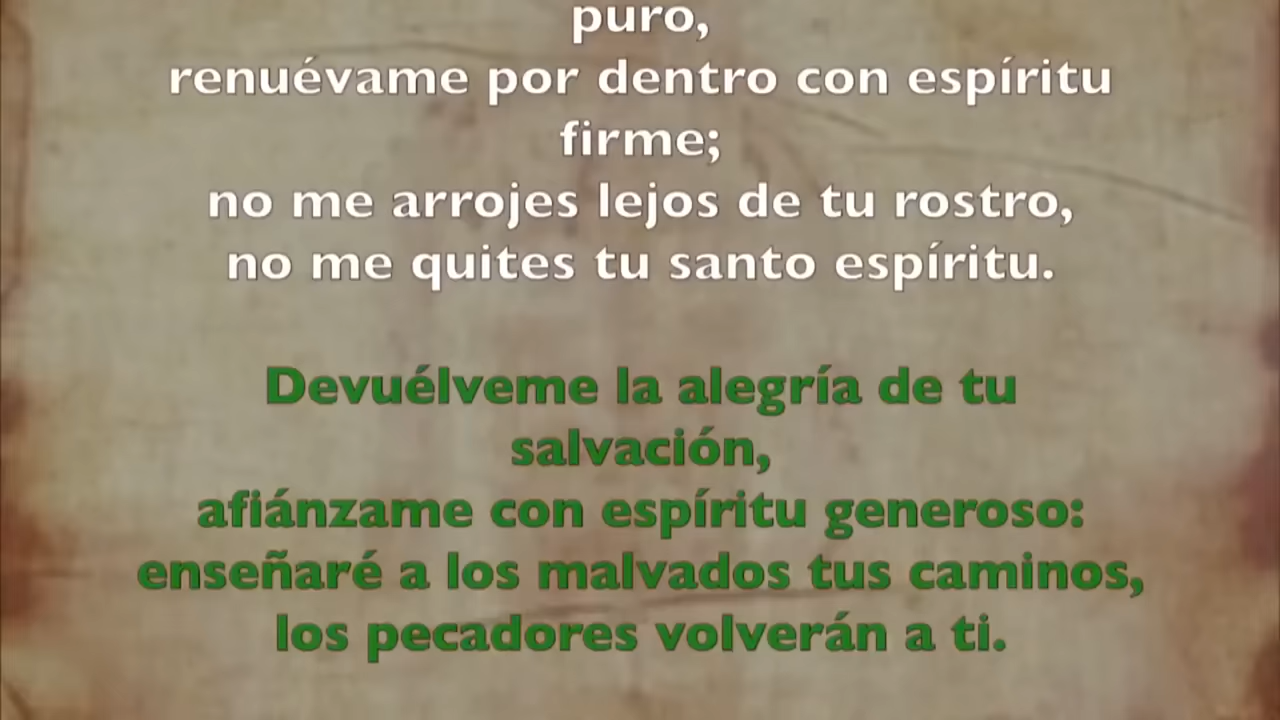 puro,
renuévame por dentro con espíritu
firme;
no me arrojes lejos de tu rostro,
no me quites tu santo espíritu.
Devuélveme la alegría de tu
salvación,
afiánzame con espíritu generoso:
enseñaré a los malvados tus caminos,
los pecadores volverán a ti.